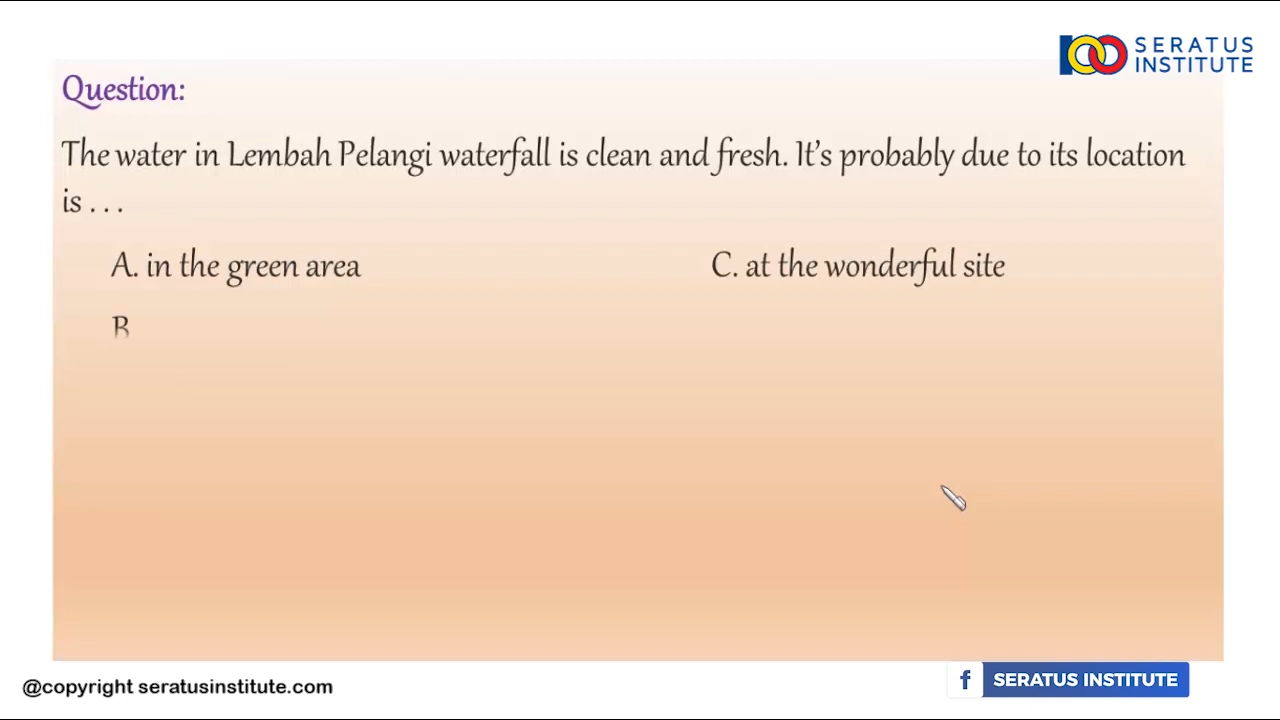 SERATUS
INSTITUTE
Question:
The water in Lembah Pelangi waterfall is clean and fresh. It's probably due to its location
is . . .
A. in the green area
C. at the wonderful site
B
@copyright seratusinstitute.com
f SERATUS INSTITUTE